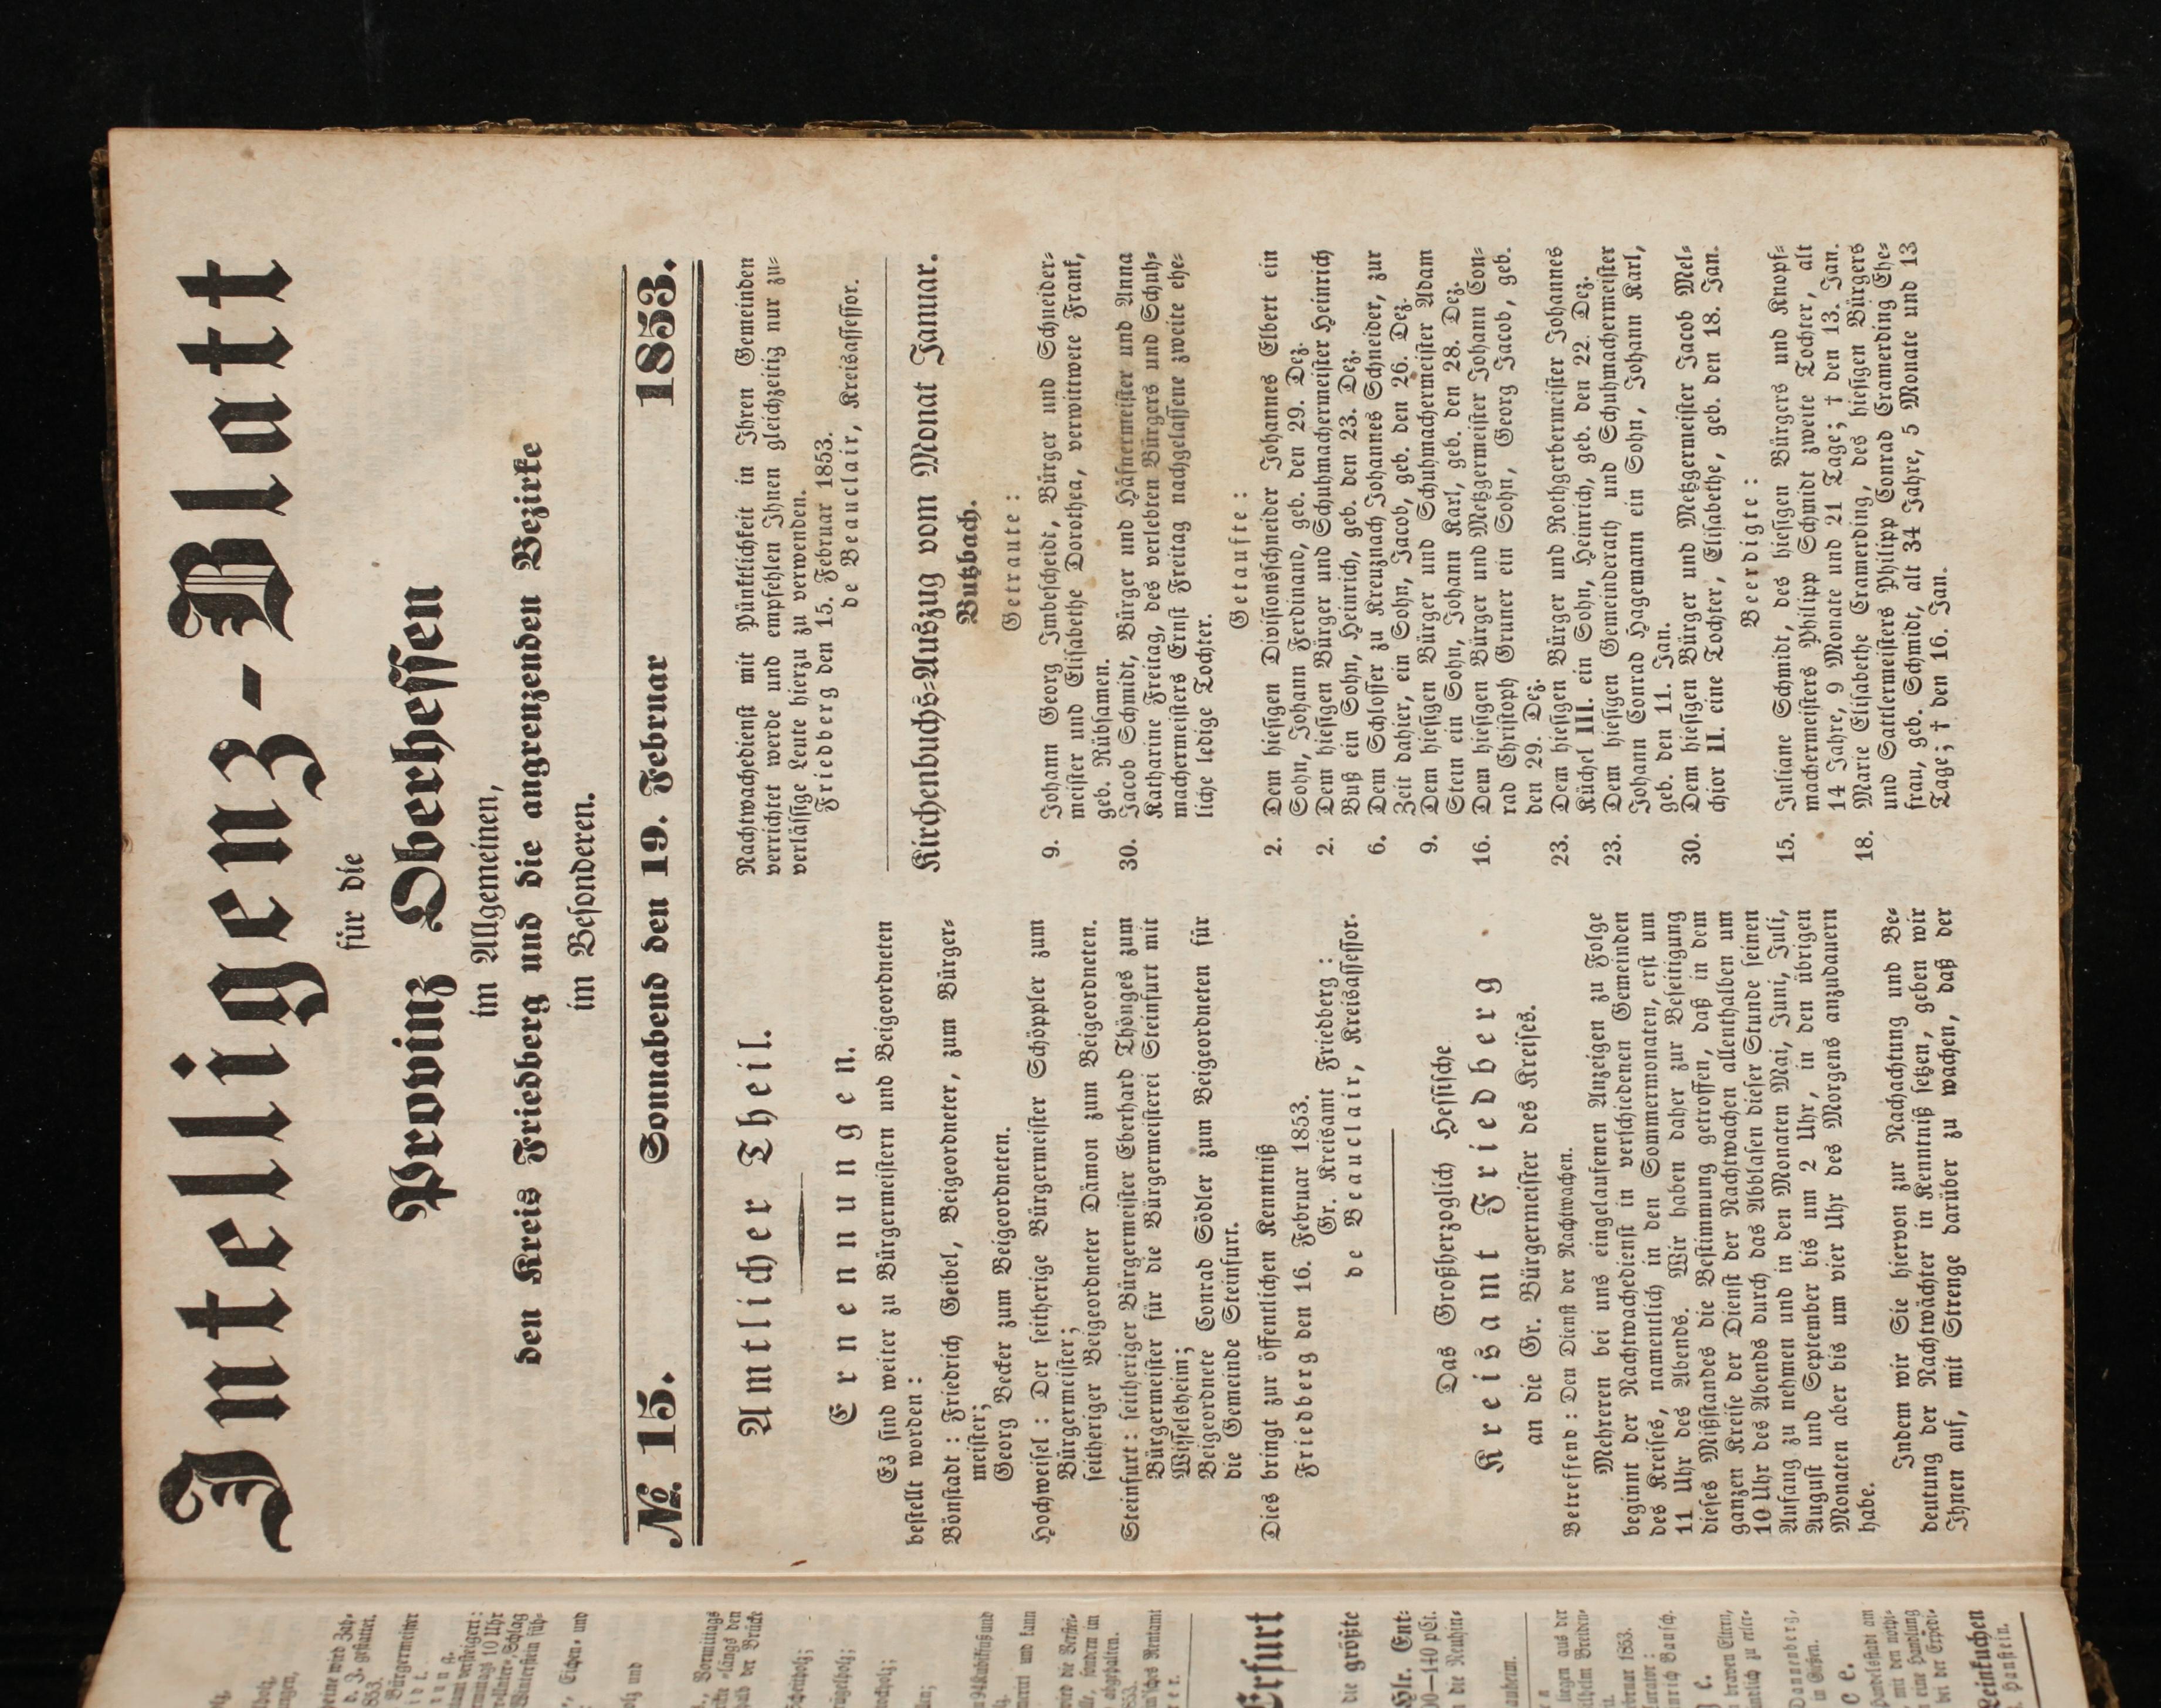 Intelligenz-Blatt
für die
Provinz Oberhessen
im Allgemeinen,
den Kreis Friedberg und die angrenzenden Bezirke
im Besonderen.
№ 15. Sonnabend den 19. Februar 1853.
Amtlicher Theil.
Ernennungen.
Es sind weiter zu Bürgermeistern und Beigeordneten
bestellt worden:
Bönstadt: Friedrich Geibel, Beigeordneter, zum Bürger-
meister;
Georg Becker zum Beigeordneten.
Hochweisel: Der seitherige Bürgermeister Schöppler zum
Bürgermeister;
seitheriger Beigeordneter Dämon zum Beigeordneten.
Steinfurt: seitheriger Bürgermeister Eberhard Thönges zum
Bürgermeister für die Bürgermeisterei Steinfurt mit
Wisselsheim;
Beigeordnete Conrad Södler zum Beigeordneten für
die Gemeinde Steinfurt.
Dies bringt zur öffentlichen Kenntniß
Friedberg den 16. Februar 1853.
Gr. Kreisamt Friedberg:
de Beauclair, Kreisassessor.
Das Großherzoglich Hessische
Kreisamt Friedberg
an die Gr. Bürgermeister des Kreises.
Betreffend: Den Dienst der Nachtwachen.
Mehreren bei uns eingelaufenen Anzeigen zu Folge
beginnt der Nachtwachedienst in verschiedenen Gemeinden
des Kreises, namentlich in den Sommermonaten, erst um
11 Uhr des Abends. Wir haben daher zur Beseitigung
dieses Mißstandes die Bestimmung getroffen, daß in dem
ganzen Kreise der Dienst der Nachtwachen allenthalben um
10 Uhr des Abends durch das Abblasen dieser Stunde seinen
Anfang zu nehmen und in den Monaten Mai, Juni, Juli,
August und September bis um 2 Uhr, in den übrigen
Monaten aber bis um vier Uhr des Morgens anzudauern
habe.
Indem wir Sie hiervon zur Nachachtung und Be-
deutung der Nachtwächter in Kenntniß setzen, geben wir
Ihnen auf, mit Strenge darüber zu wachen, daß der
Nachtwachedienst mit Pünktlichkeit in Ihren Gemeinden
verrichtet werde und empfehlen Ihnen gleichzeitig nur zu-
verlässige Leute hierzu zu verwenden.
Friedberg den 15. Februar 1853.
de Beauclair, Kreisassessor.
Kirchenbuchs-Auszug vom Monat Januar.
Butzbach.
Getraute:
9. Johann Georg Imbescheidt, Bürger und Schneider-
meister und Elisabethe Dorothea, verwittwete Frank,
geb. Rübsamen.
30. Jacob Schmidt, Bürger und Häfnermeister und Anna
Katharine Freitag, des verlebten Bürgers und Schuh-
machermeisters Ernst Freitag nachgelassene zweite ehe-
liche ledige Tochter.
Getaufte:
2. Dem hiesigen Divisionsschneider Johannes Elbert ein
Sohn, Johann Ferdinand, geb. den 29. Dez.
2. Dem hiesigen Bürger und Schuhmachermeister Heinrich
Buß ein Sohn, Heinrich, geb. den 23. Dez.
6. Dem Schlosser zu Kreuznach Johannes Schneider, zur
Zeit dahier, ein Sohn, Jacob, geb. den 26. Dez.
9. Dem hiesigen Bürger und Schuhmachermeister Adam
Stein ein Sohn, Johann Karl, geb. den 28. Dez.
16. Dem hiesigen Bürger und Metzgermeister Johann Con-
rad Christoph Gruner ein Sohn, Georg Jacob, geb.
den 29. Dez.
23. Dem hiesigen Bürger und Rothgerbermeister Johannes
Küchel III. ein Sohn, Heinrich, geb. den 22. Dez.
23. Dem hiesigen Gemeinderath und Schuhmachermeister
Johann Conrad Hagemann ein Sohn, Johann Karl,
geb. den 11. Jan.
30. Dem hiesigen Bürger und Metzgermeister Jacob Mel-
chior II. eine Tochter, Elisabethe, geb. den 18. Jan.
Beerdigte:
15. Juliane Schmidt, des hiesigen Bürgers und Knopf-
machermeisters Philipp Schmidt zweite Tochter, alt
14 Jahre, 9 Monate und 21 Tage; † den 13. Jan.
18. Marie Elisabethe Cramerding, des hiesigen Bürgers
und Sattlermeisters Philipp Conrad Cramerding Ehe-
frau, geb. Schmidt, alt 34 Jahre, 5 Monate und 13
Tage; † den 16. Jan.